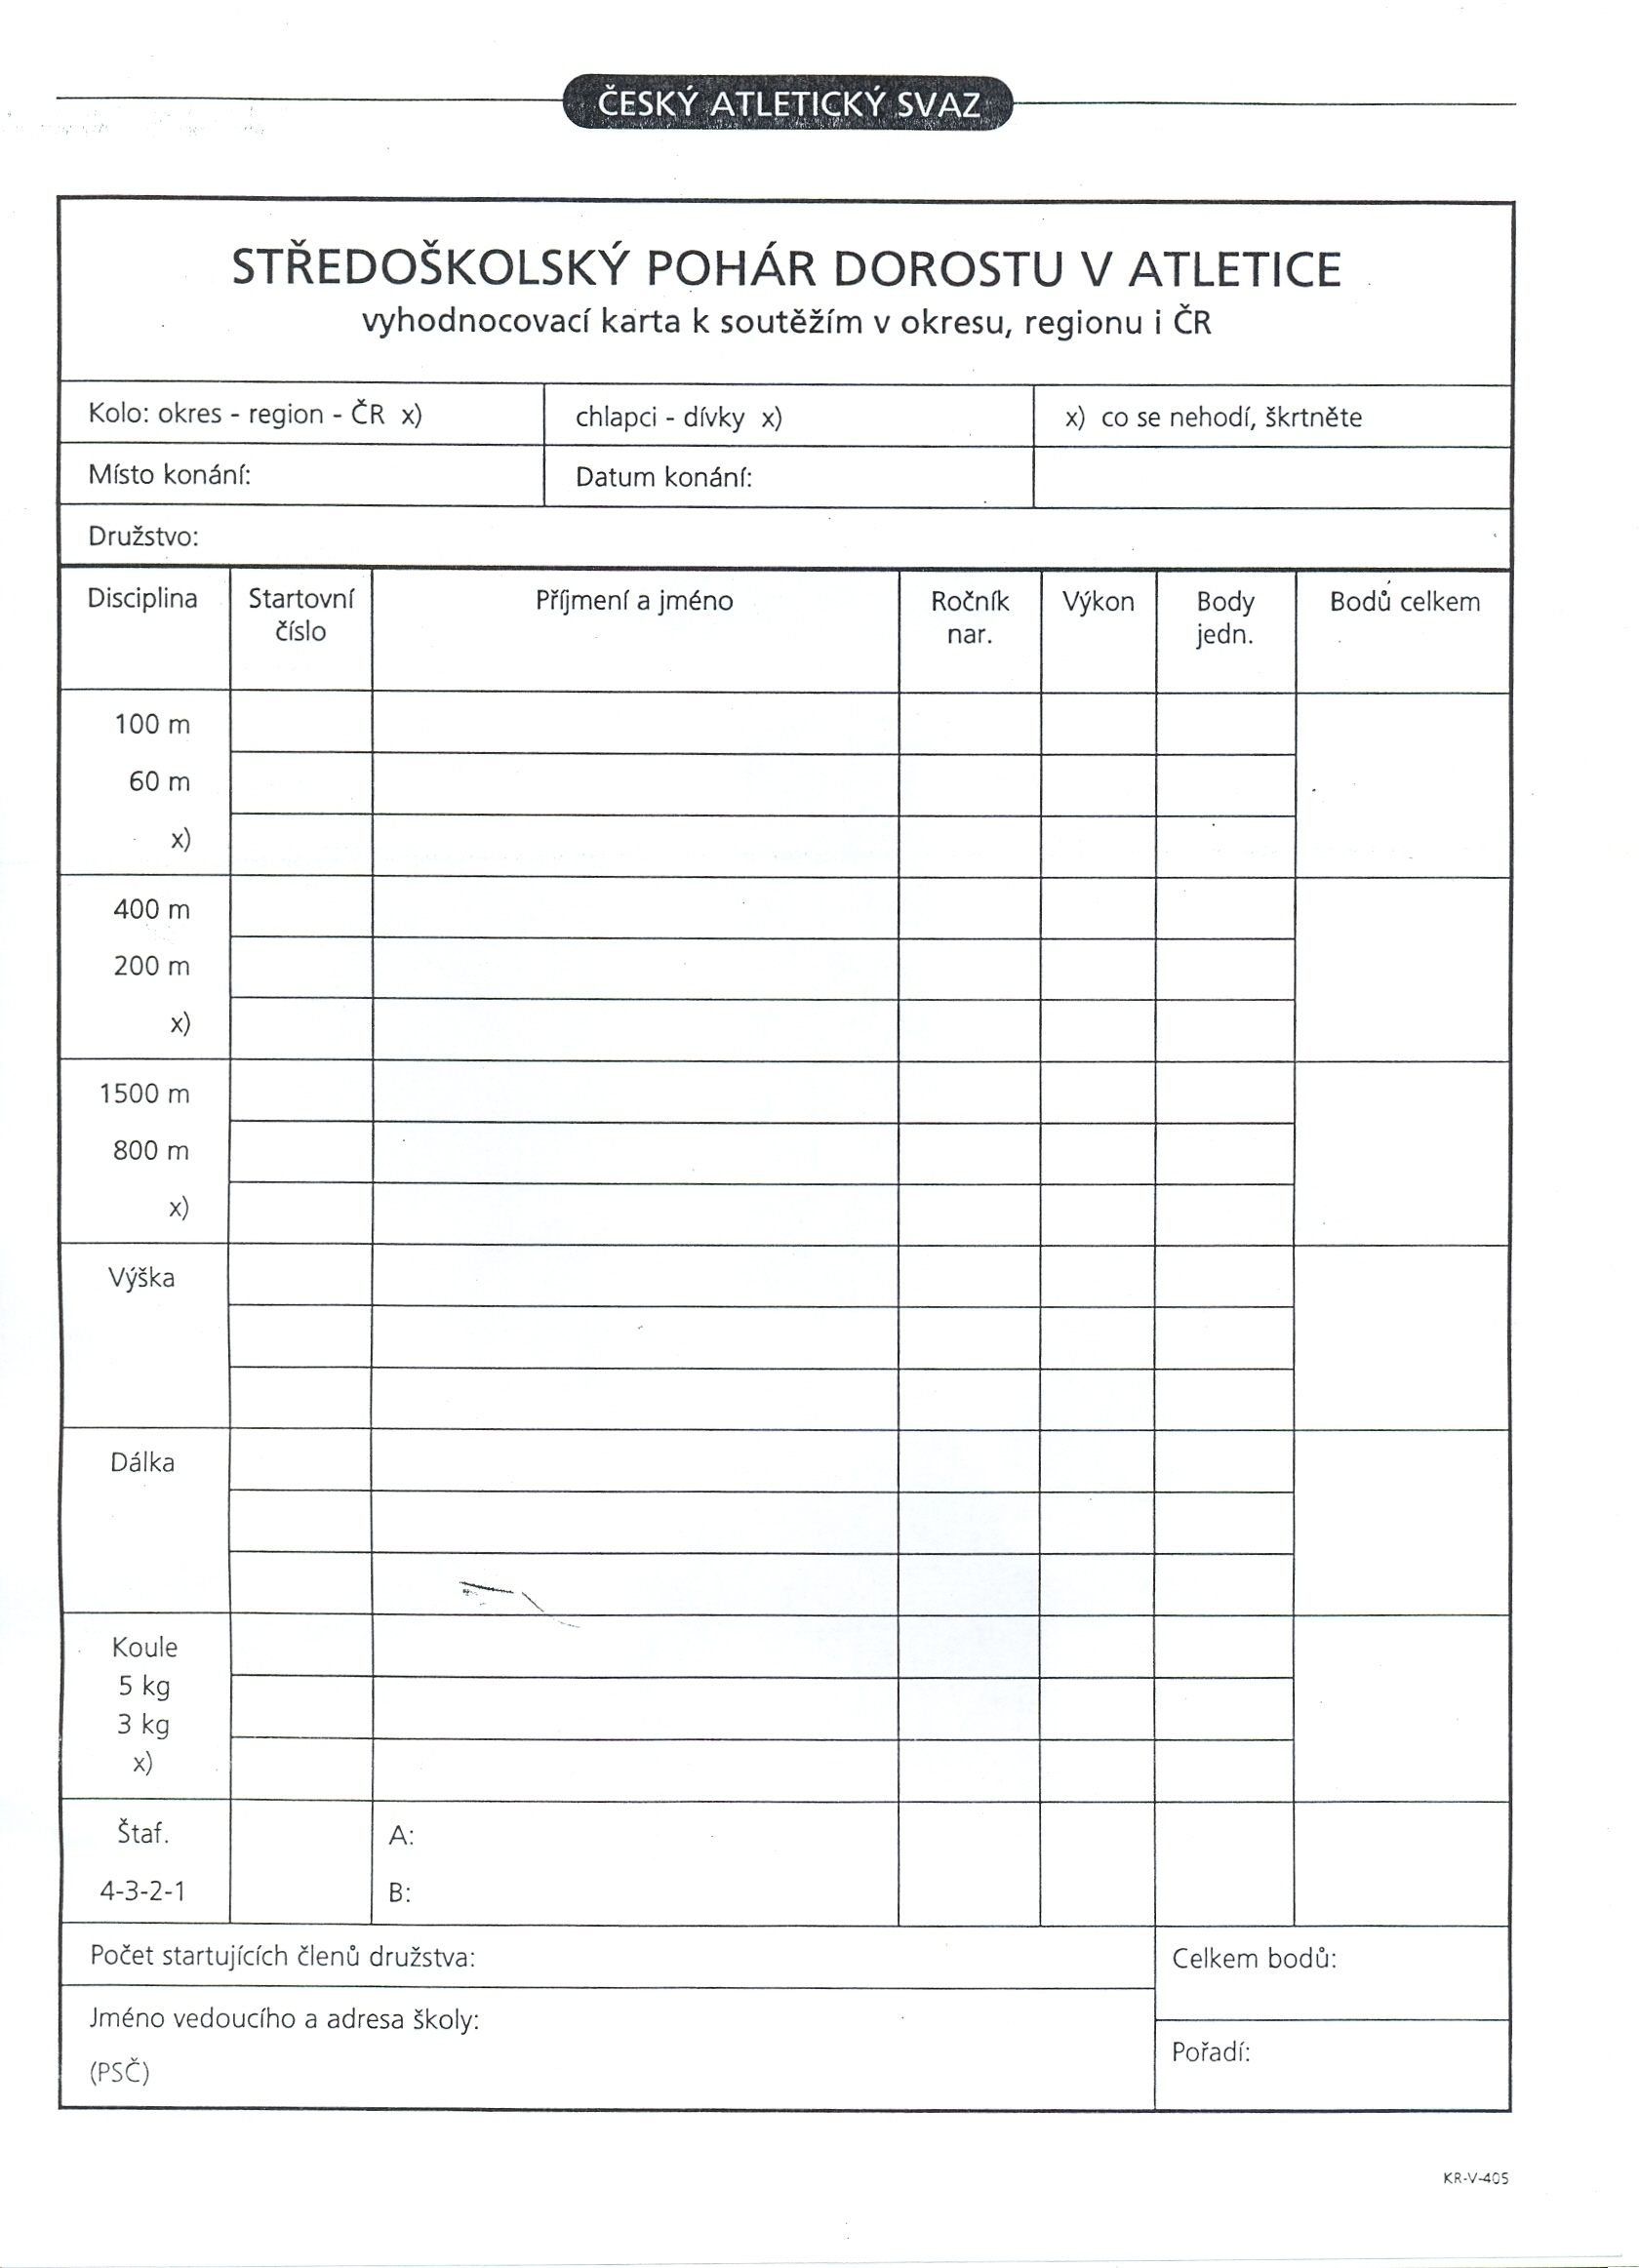 ČESKÝ ATLETICKÝ SVAZ
STŘEDOŠKOLSKÝ POHÁR DOROSTU V ATLETICE
vyhodnocovací karta k soutěžím v okresu, regionu i ČR
Kolo: okres - region - ČR x)
chlapci - dívky x)
x) co se nehodí, škrtněte
Místo konání:
Datum konání:
Družstvo:
Disciplina
Startovní
číslo
Příjmení a jméno
Ročník
nar.
Výkon
Body
jedn.
Bodů celkem
100 m
60 m
x)
400 m
200 m
x)
1500 m
800 m
x)
Výška
Dálka
Koule
5 kg
3 kg
x)
Štaf.
4-3-2-1
A:
B:
Počet startujících členů družstva:
Celkem bodů:
Jméno vedoucího a adresa školy:
(PSČ)
Pořadí:
KR-V-405